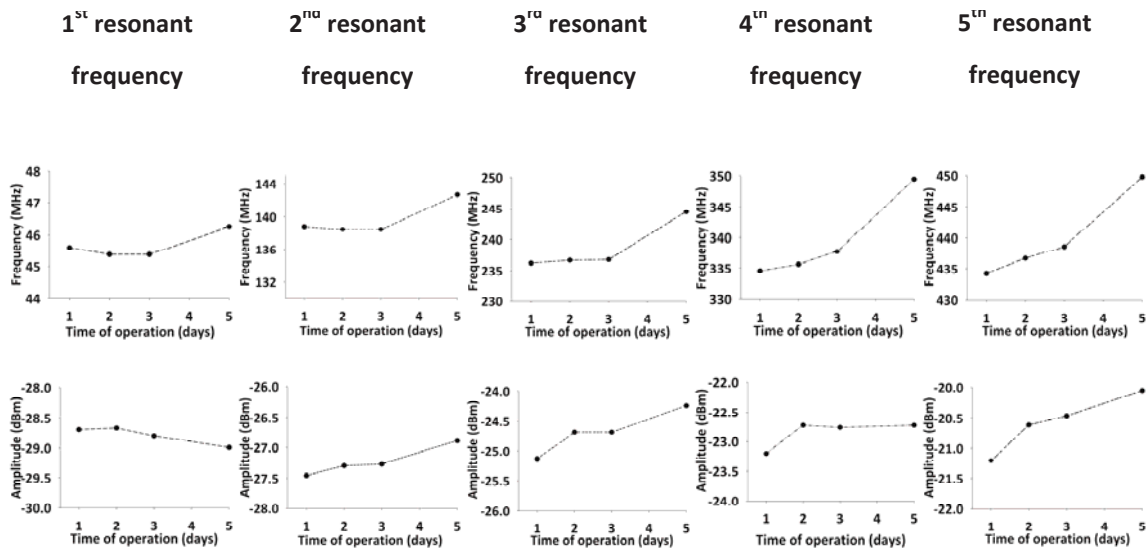 1st resonant
frequency
2nd resonant
frequency
3rd resonant
frequency
4th resonant
frequency
5th resonant
frequency
Frequency (MHz)
48
47
46
45
44
1 2 3 4 5
Time of operation (days)
Frequency (MHz)
144
140
136
132
1 2 3 4 5
Time of operation (days)
Frequency (MHz)
250
245
240
235
230
1 2 3 4 5
Time of operation (days)
Frequency (MHz)
350
345
340
335
330
1 2 3 4 5
Time of operation (days)
Frequency (MHz)
450
445
440
435
430
1 2 3 4 5
Time of operation (days)
Amplitude (dBm)
-28.0
-28.5
-29.0
-29.5
-30.0
1 2 3 4 5
Time of operation (days)
Amplitude (dBm)
-26.0
-26.5
-27.0
-27.5
-28.0
1 2 3 4 5
Time of operation (days)
Amplitude (dBm)
-24.0
-24.5
-25.0
-25.5
-26.0
1 2 3 4 5
Time of operation (days)
Amplitude (dBm)
-22.0
-22.5
-23.0
-23.5
-24.0
1 2 3 4 5
Time of operation (days)
Amplitude (dBm)
-20.0
-20.5
-21.0
-21.5
-22.0
1 2 3 4 5
Time of operation (days)